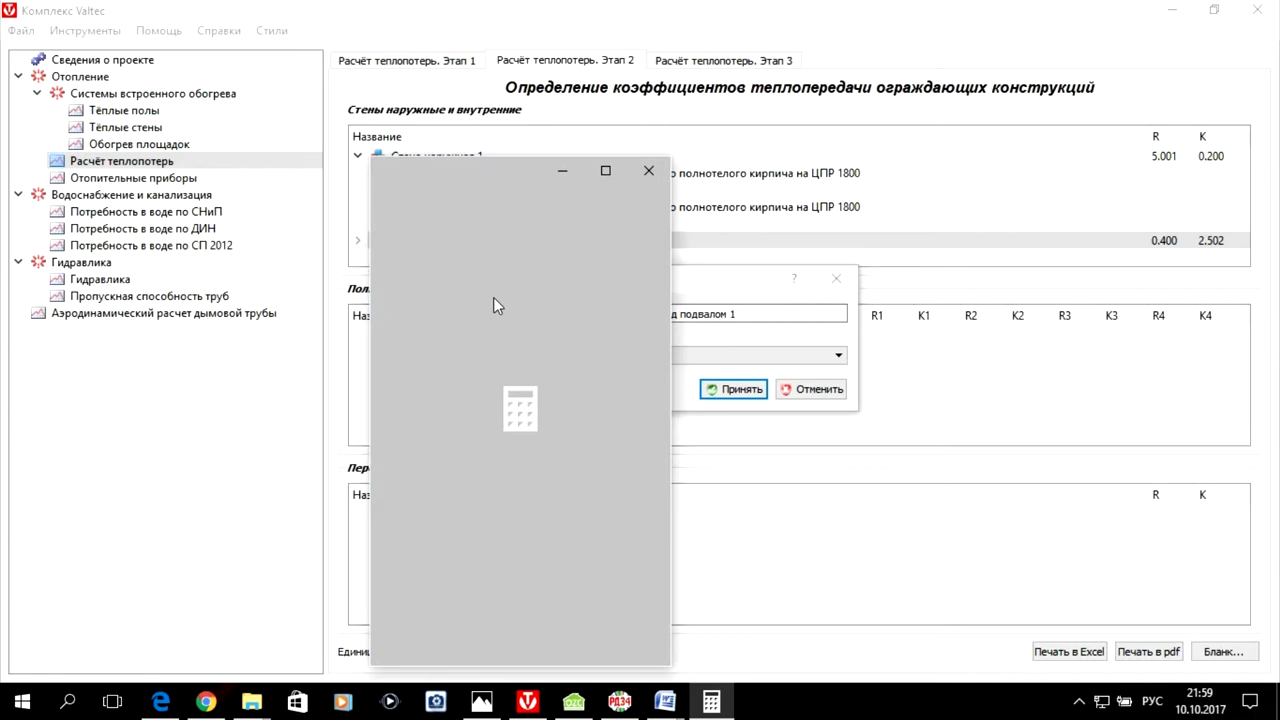 Комплекс Valtec
Файл Инструменты Помощь Справки Стили
Сведения о проекте
Отопление
Системы встроенного обогрева
Тёплые полы
Тёплые стены
Обогрев площадок
Расчёт теплопотерь
Отопительные приборы
Водоснабжение и канализация
Потребность в воде по СНиП
Потребность в воде по ДИН
Потребность в воде по СП 2012
Гидравлика
Гидравлика
Пропускная способность труб
Аэродинамический расчет дымовой трубы
Расчёт теплопотерь. Этап 1 Расчёт теплопотерь. Этап 2 Расчёт теплопотерь. Этап 3
Определение коэффициентов теплопередачи ограждающих конструкций
Стены наружные и внутренние
Название R K
5.001 0.200
о полнотелого кирпича на ЦПР 1800
о полнотелого кирпича на ЦПР 1800
0.400 2.502
?
д подвалом 1
R1 K1 R2 K2 R3 K3 R4 K4
Принять Отменить
R K
Печать в Excel Печать в pdf Бланк...
РУС
21:59
10.10.2017